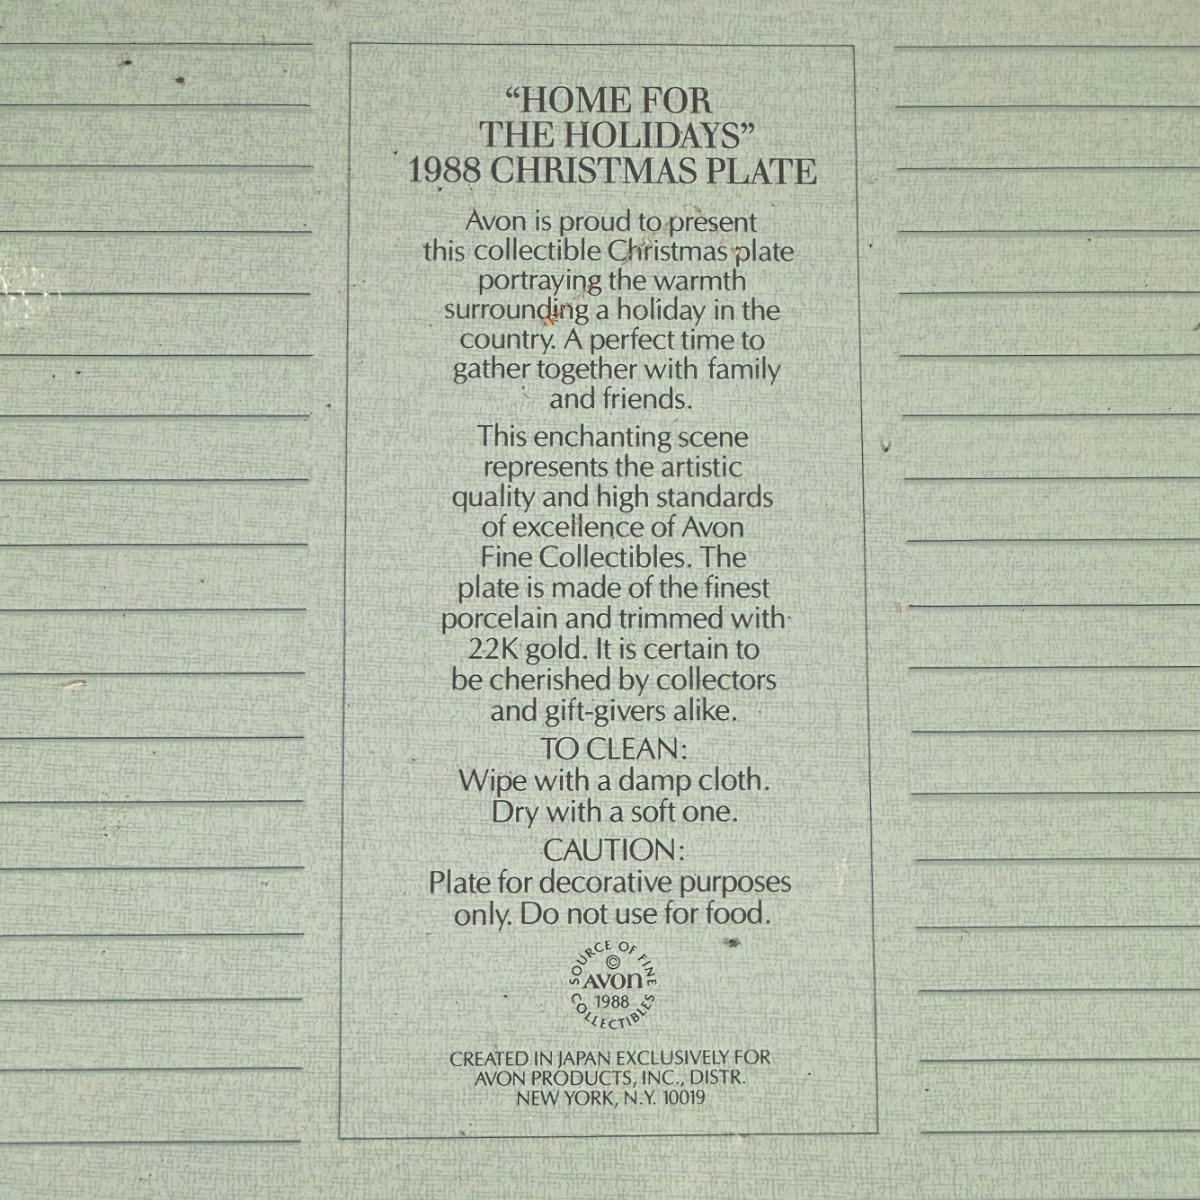 “HOME FOR
THE HOLIDAYS”
1988 CHRISTMAS PLATE
Avon is proud to present
this collectible Christmas plate
portraying the warmth
surrounding a holiday in the
country. A perfect time to
gather together with family
and friends.
This enchanting scene
represents the artistic
quality and high standards
of excellence of Avon
Fine Collectibles. The
plate is made of the finest
porcelain and trimmed with
22K gold. It is certain to
be cherished by collectors
and gift-givers alike.
TO CLEAN:
Wipe with a damp cloth.
Dry with a soft one.
CAUTION:
Plate for decorative purposes
only. Do not use for food.
SOURCE OF FINE
©
AVON
1988
COLLECTIBLES
CREATED IN JAPAN EXCLUSIVELY FOR
AVON PRODUCTS, INC., DISTR.
NEW YORK, N.Y. 10019